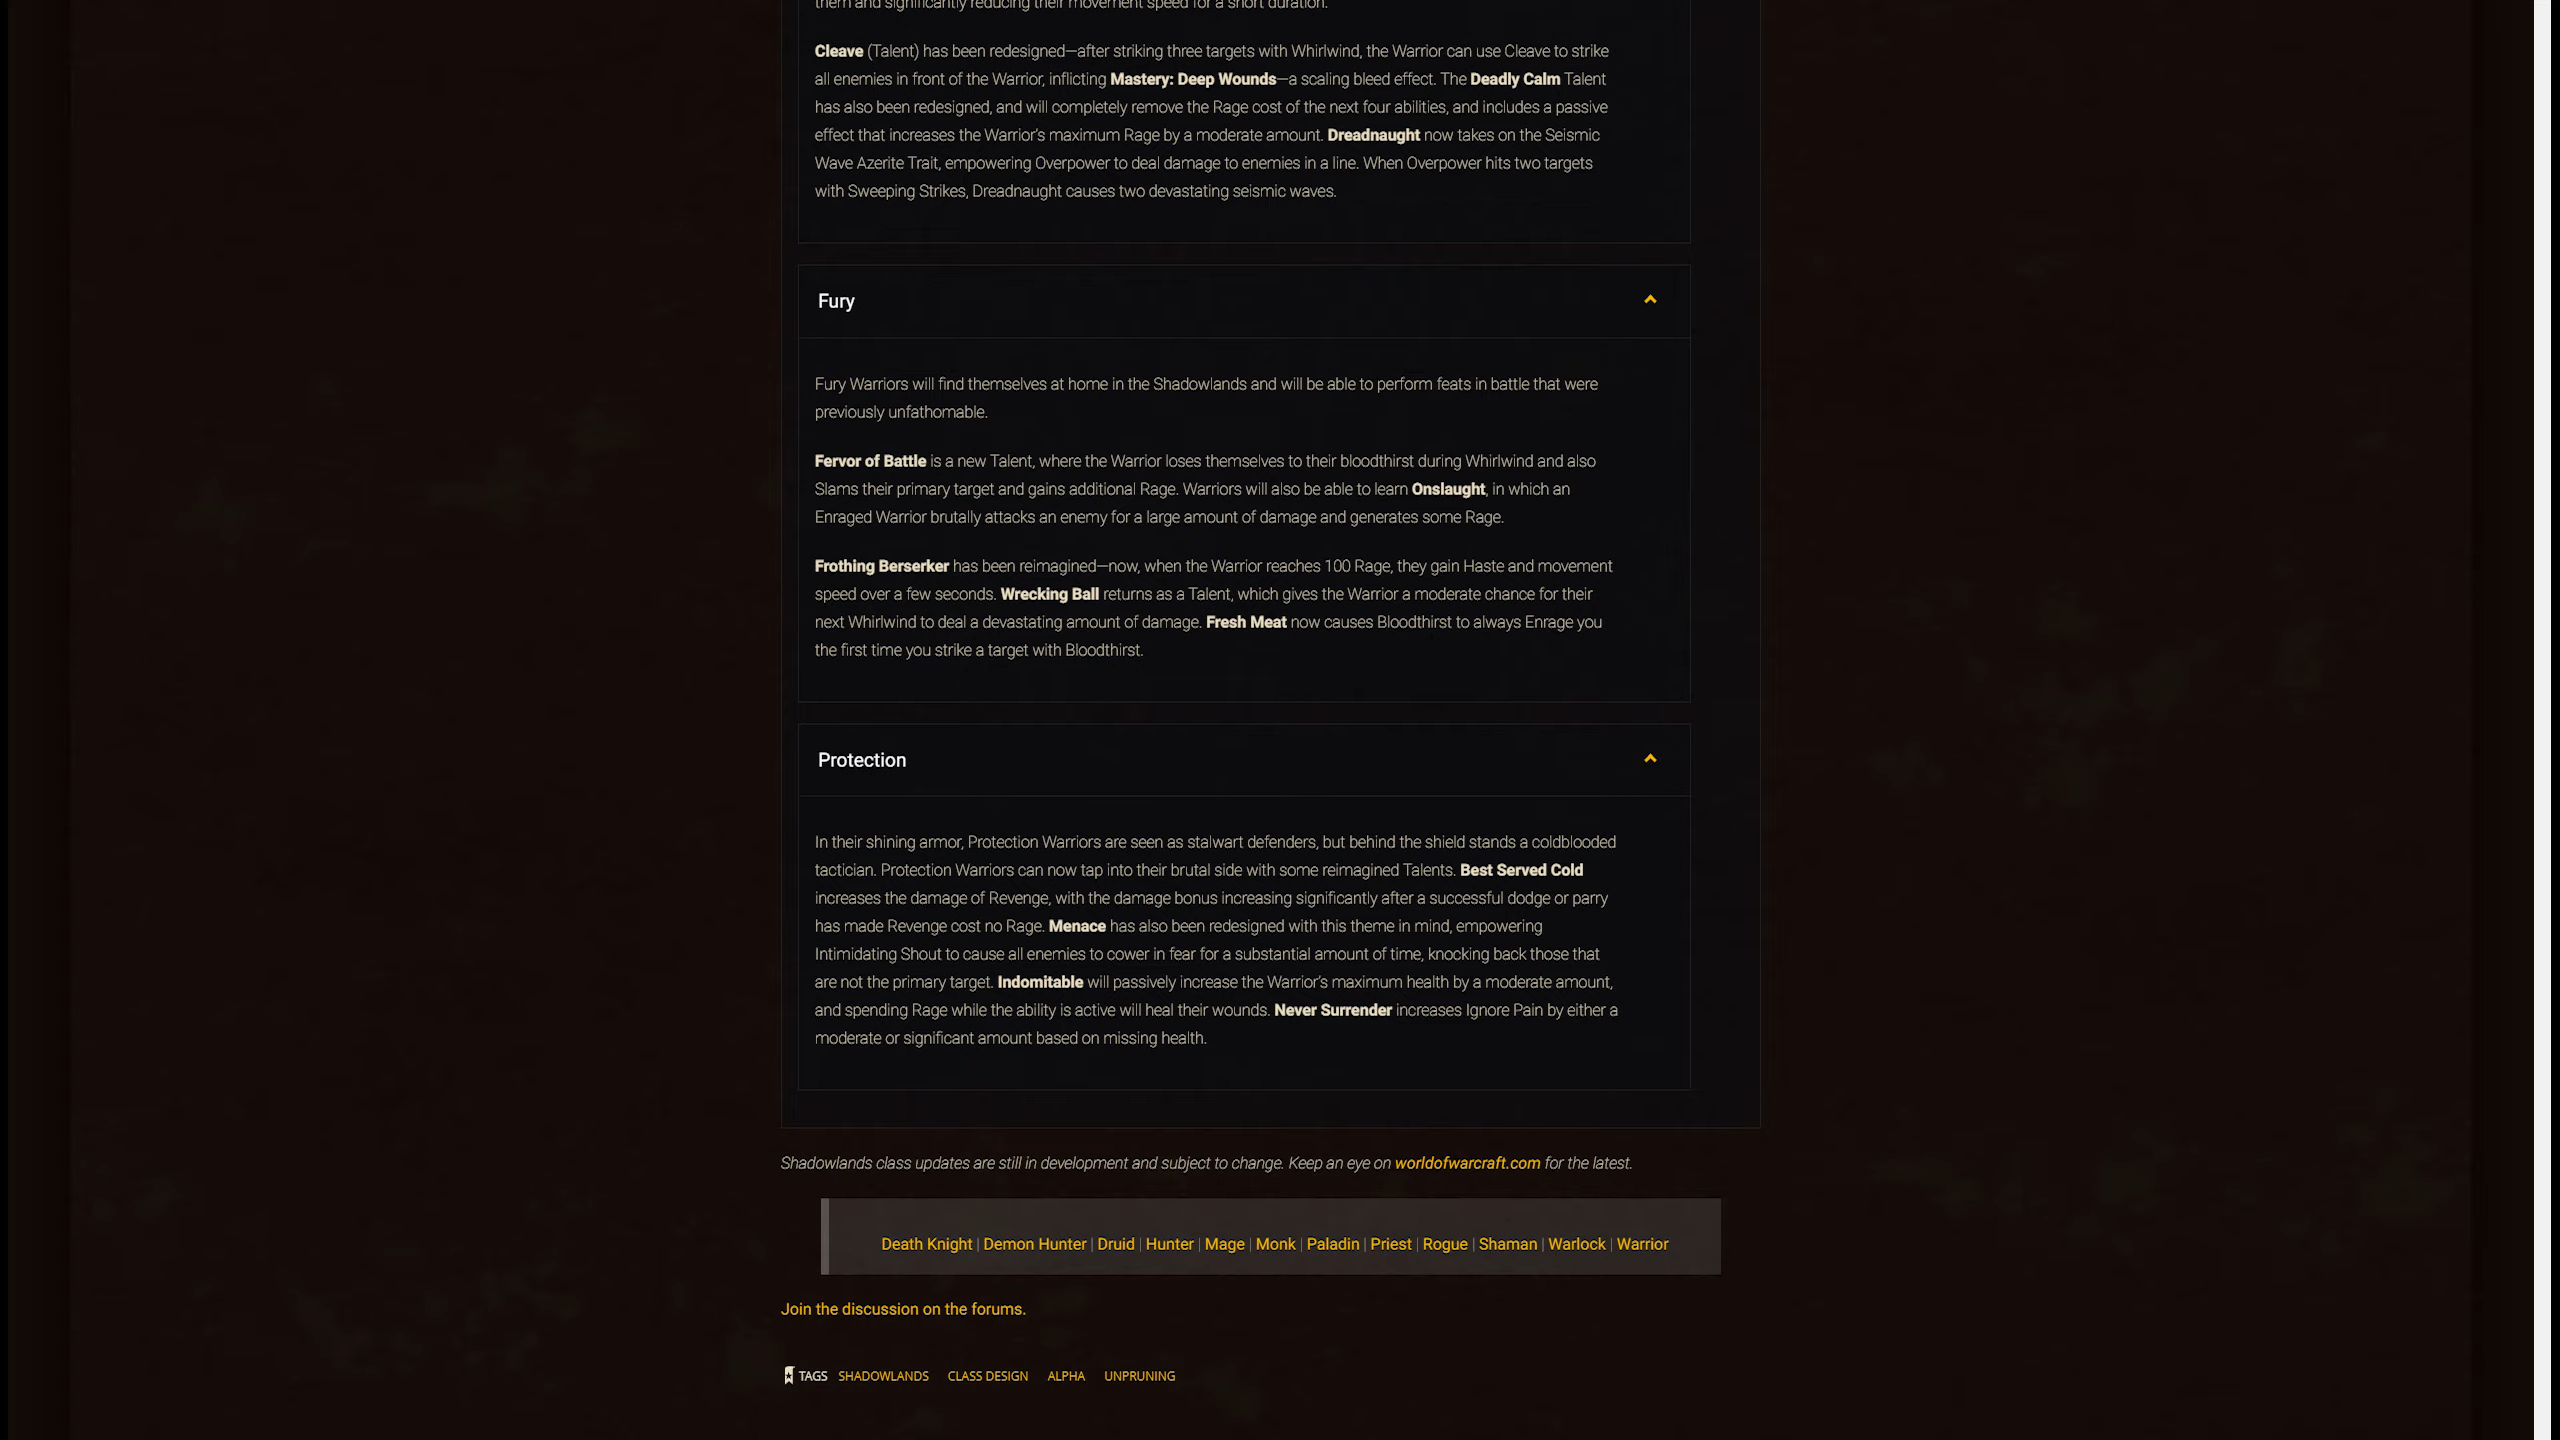 them and significantly reducing their movement speed for a short duration.
Cleave (Talent) has been redesigned—after striking three targets with Whirlwind, the Warrior can use Cleave to strike
all enemies in front of the Warrior, inflicting Mastery: Deep Wounds—a scaling bleed effect. The Deadly Calm Talent
has also been redesigned, and will completely remove the Rage cost of the next four abilities, and includes a passive
effect that increases the Warrior's maximum Rage by a moderate amount. Dreadnaught now takes on the Seismic
Wave Azerite Trait, empowering Overpower to deal damage to enemies in a line. When Overpower hits two targets
with Sweeping Strikes, Dreadnaught causes two devastating seismic waves.
Fury
Fury Warriors will find themselves at home in the Shadowlands and will be able to perform feats in battle that were
previously unfathomable.
Fervor of Battle is a new Talent, where the Warrior loses themselves to their bloodthirst during Whirlwind and also
Slams their primary target and gains additional Rage. Warriors will also be able to learn Onslaught, in which an
Enraged Warrior brutally attacks an enemy for a large amount of damage and generates some Rage.
Frothing Berserker has been reimagined—now, when the Warrior reaches 100 Rage, they gain Haste and movement
speed over a few seconds. Wrecking Ball returns as a Talent, which gives the Warrior a moderate chance for their
next Whirlwind to deal a devastating amount of damage. Fresh Meat now causes Bloodthirst to always Enrage you
the first time you strike a target with Bloodthirst.
Protection
In their shining armor, Protection Warriors are seen as stalwart defenders, but behind the shield stands a coldblooded
tactician. Protection Warriors can now tap into their brutal side with some reimagined Talents. Best Served Cold
increases the damage of Revenge, with the damage bonus increasing significantly after a successful dodge or parry
has made Revenge cost no Rage. Menace has also been redesigned with this theme in mind, empowering
Intimidating Shout to cause all enemies to cower in fear for a substantial amount of time, knocking back those that
are not the primary target. Indomitable will passively increase the Warrior's maximum health by a moderate amount,
and spending Rage while the ability is active will heal their wounds. Never Surrender increases Ignore Pain by either a
moderate or significant amount based on missing health.
Shadowlands class updates are still in development and subject to change. Keep an eye on worldofwarcraft.com for the latest.
Death Knight | Demon Hunter | Druid | Hunter | Mage | Monk | Paladin | Priest | Rogue | Shaman | Warlock | Warrior
Join the discussion on the forums.
TAGS SHADOWLANDS CLASS DESIGN ALPHA UNPRUNING